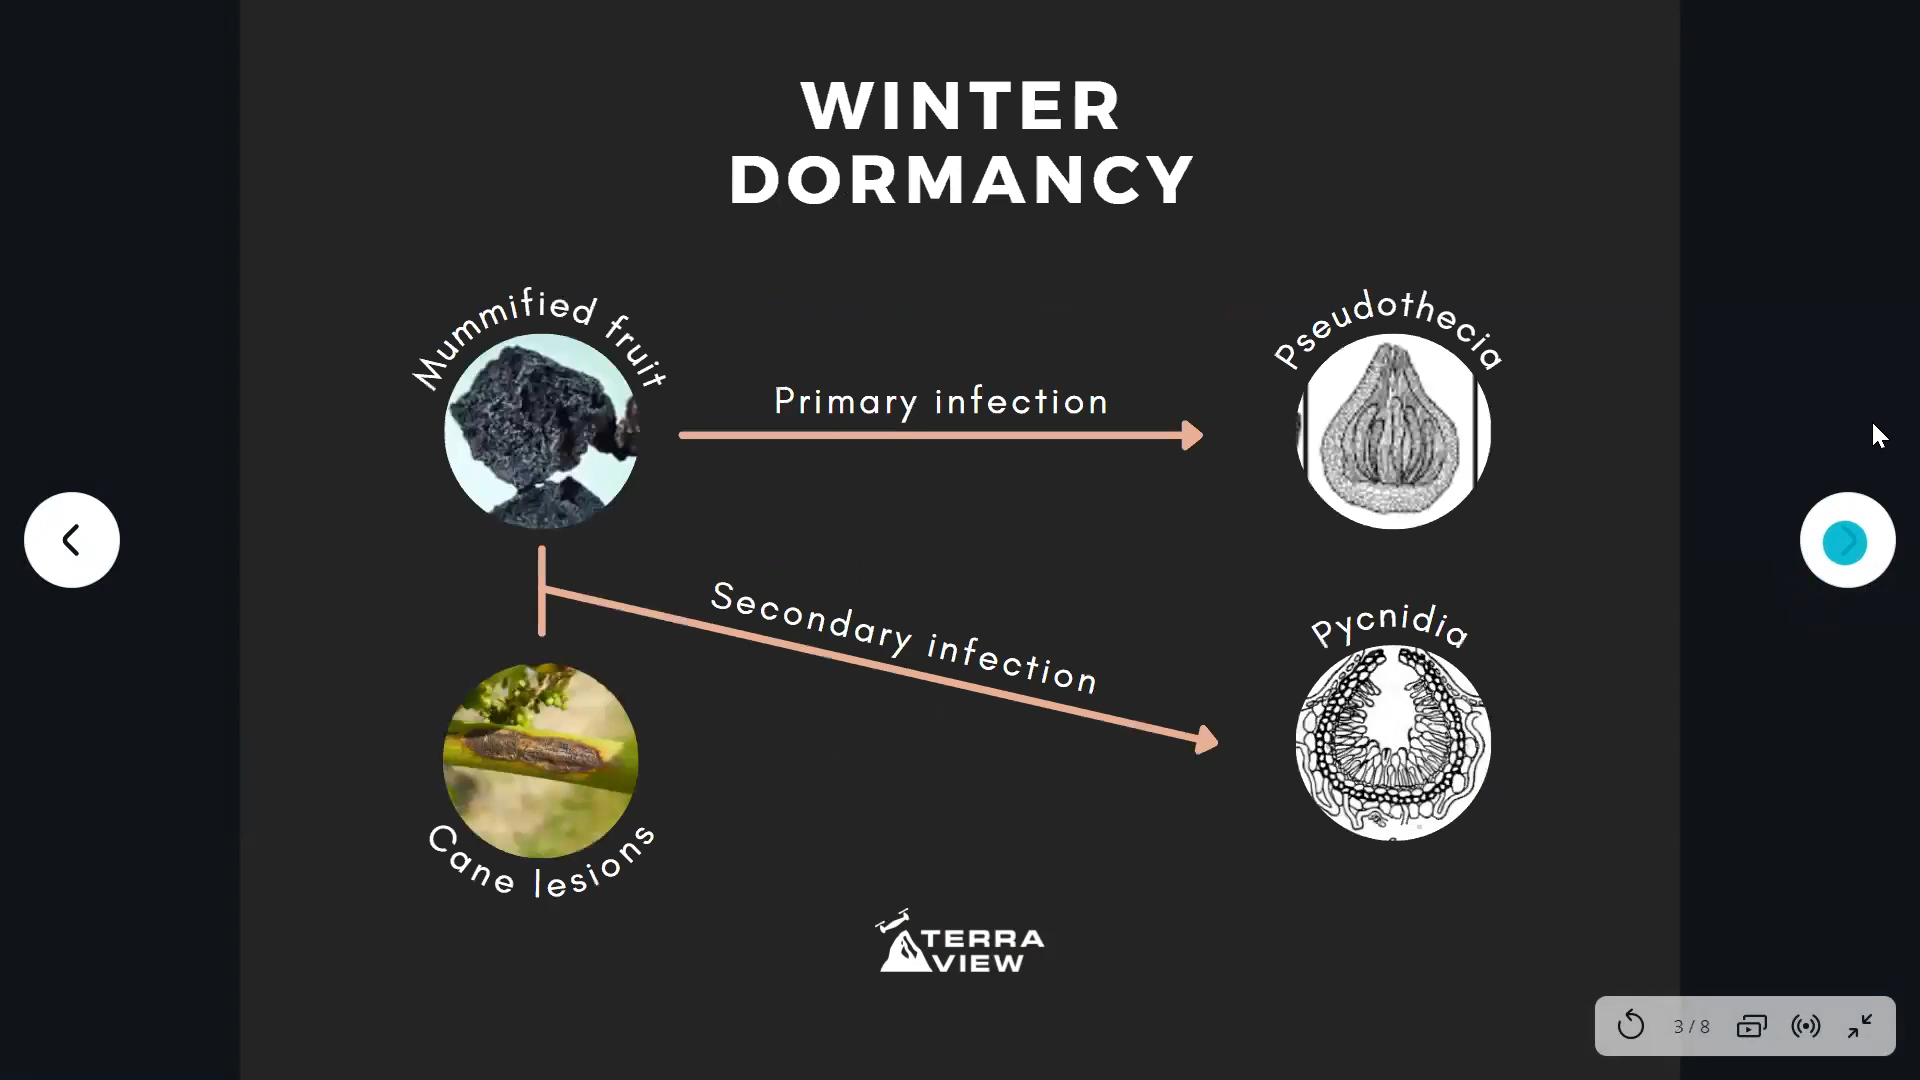 WINTER
DORMANCY
Mummified fruit
Pseudothecia
Primary infection
Secondary infection
Pycnidia
Cane lesions
TERRA
VIEW
3 / 8